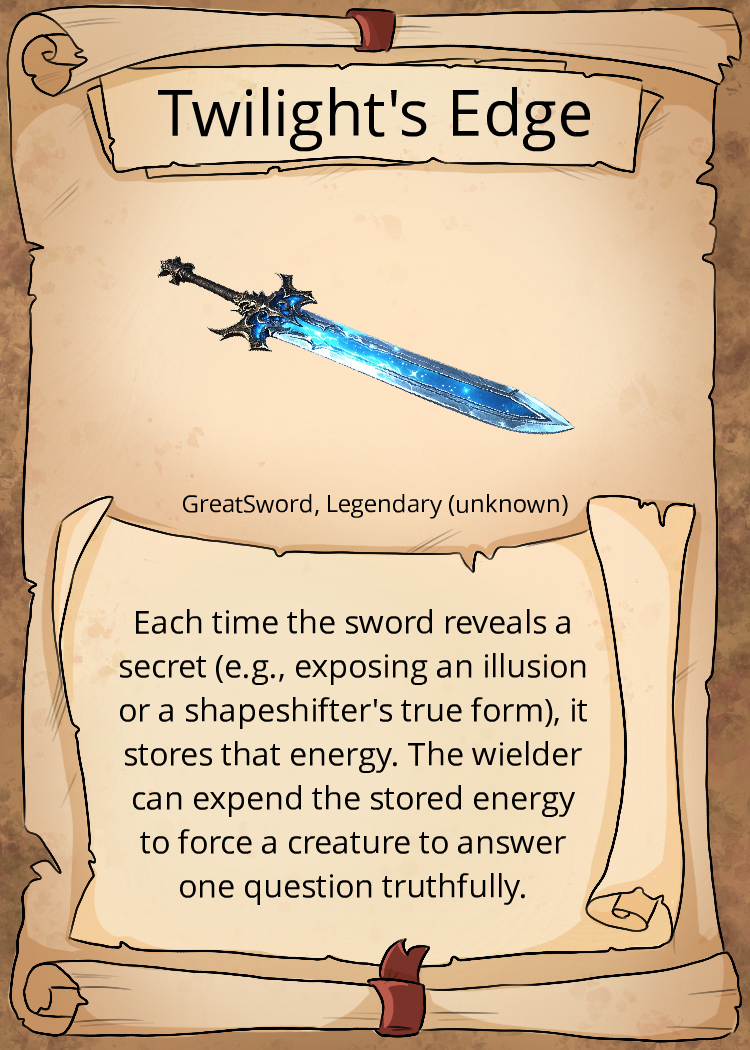 Twilight's Edge
GreatSword, Legendary (unknown)
Each time the sword reveals a
secret (e.g., exposing an illusion
or a shapeshifter's true form), it
stores that energy. The wielder
can expend the stored energy
to force a creature to answer
one question truthfully.